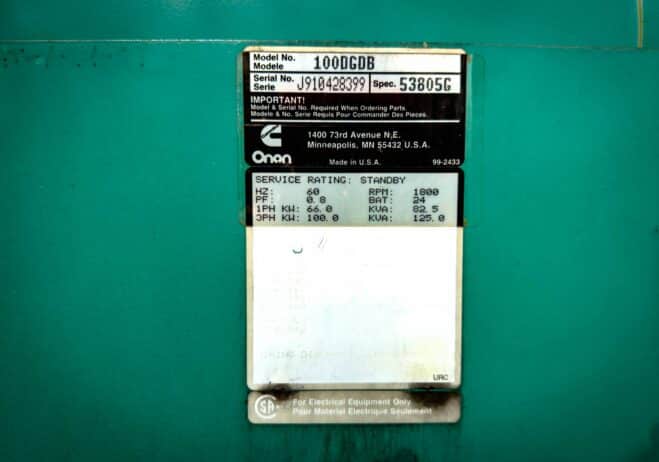 Model No. 100DGDB
Modele
Serial No. J910428399 Spec. 53805G
Serie
IMPORTANT!
Model & Serial No. Required When Ordering Parts.
Modele & No. Serie Requis Pour Commander Des Pieces.
1400 73rd Avenue N.E.
Minneapolis, MN 55432 U.S.A.
Onan
Made in U.S.A. 99-2433
SERVICE RATING: STANDBY
HZ: 60 RPM: 1800
PF: 0.8 BAT: 24
1PH KW: 66.0 KVA: 82.5
3PH KW: 100.0 KVA: 125.0
URC
For Electrical Equipment Only
Pour Material Electrique Seulement